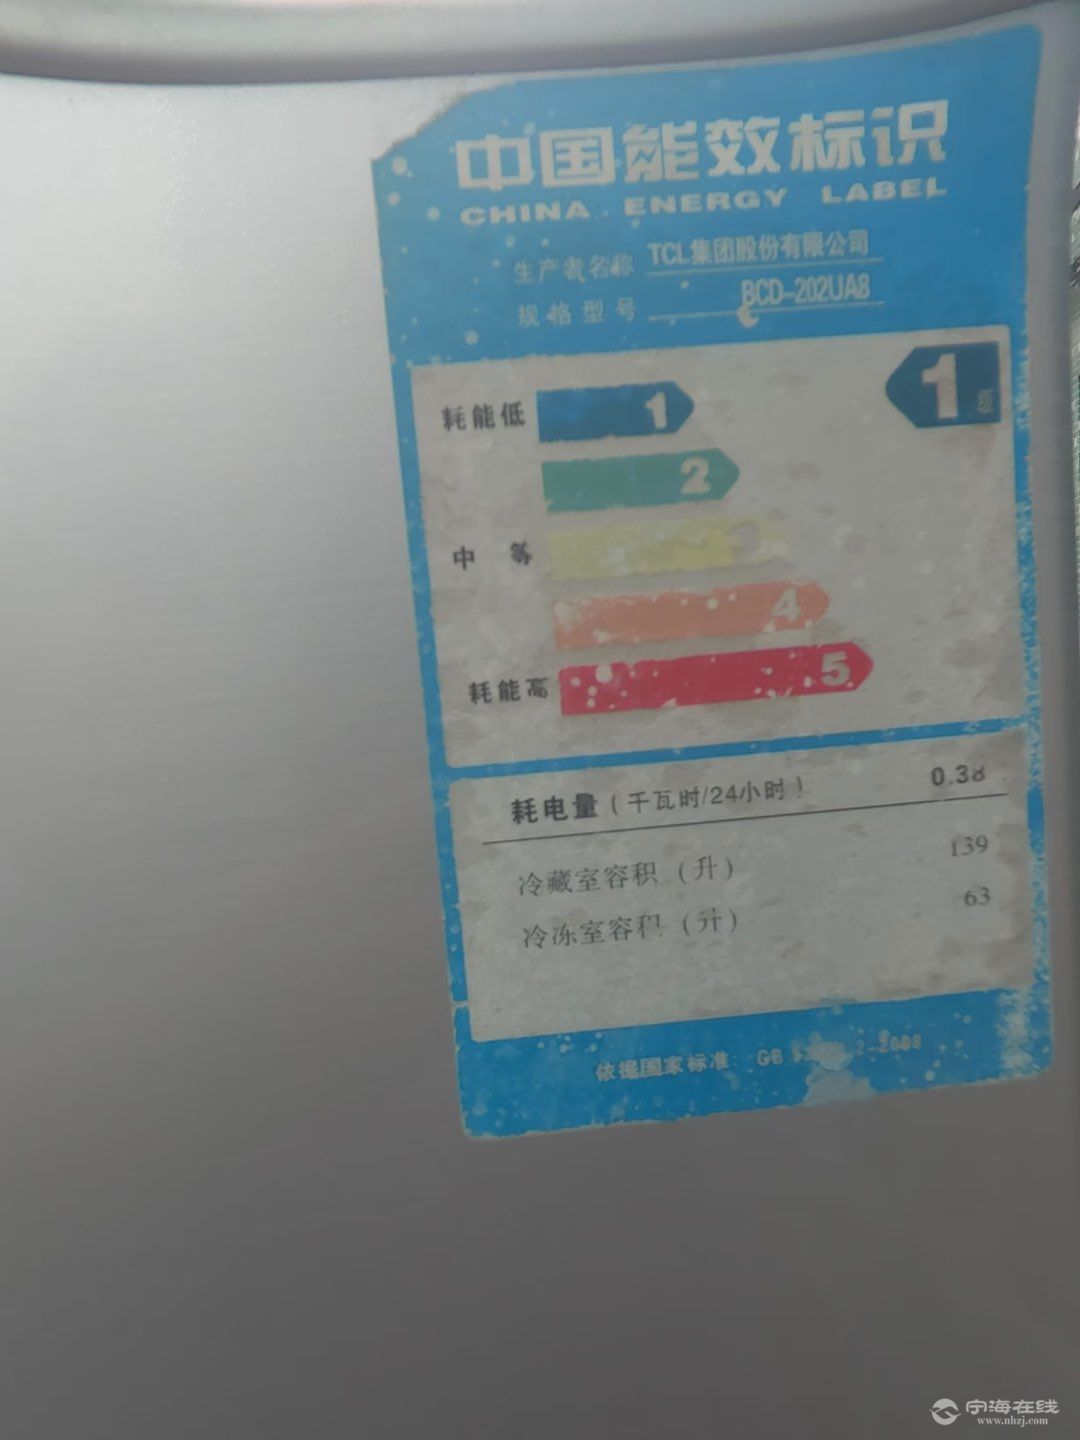 中国能效标识
CHINA ENERGY LABEL
生产者名称 TCL集团股份有限公司
规格型号 BCD-202UA8
耗能低 1 1级
2
中 等
4
耗能高 5
耗电量(千瓦时/24小时) 0.38
冷藏室容积(升) 139
冷冻室容积(升) 63
依据国家标准: GB 2-2008
宁海在线
www.nhzj.com